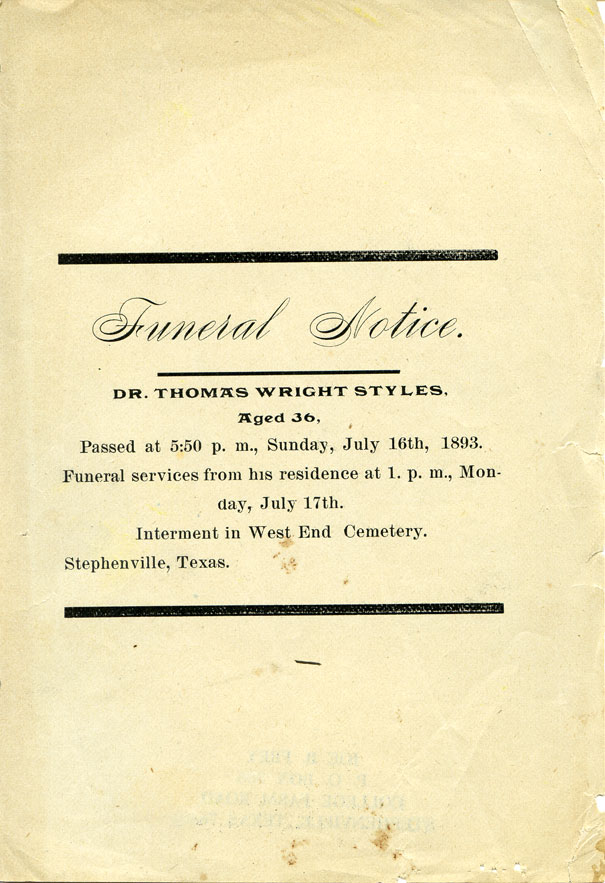 Funeral Notice.
DR. THOMAS WRIGHT STYLES,
Aged 36,
Passed at 5:50 p. m., Sunday, July 16th, 1893.
Funeral services from his residence at 1. p. m., Mon-
day, July 17th.
Interment in West End Cemetery.
Stephenville, Texas.